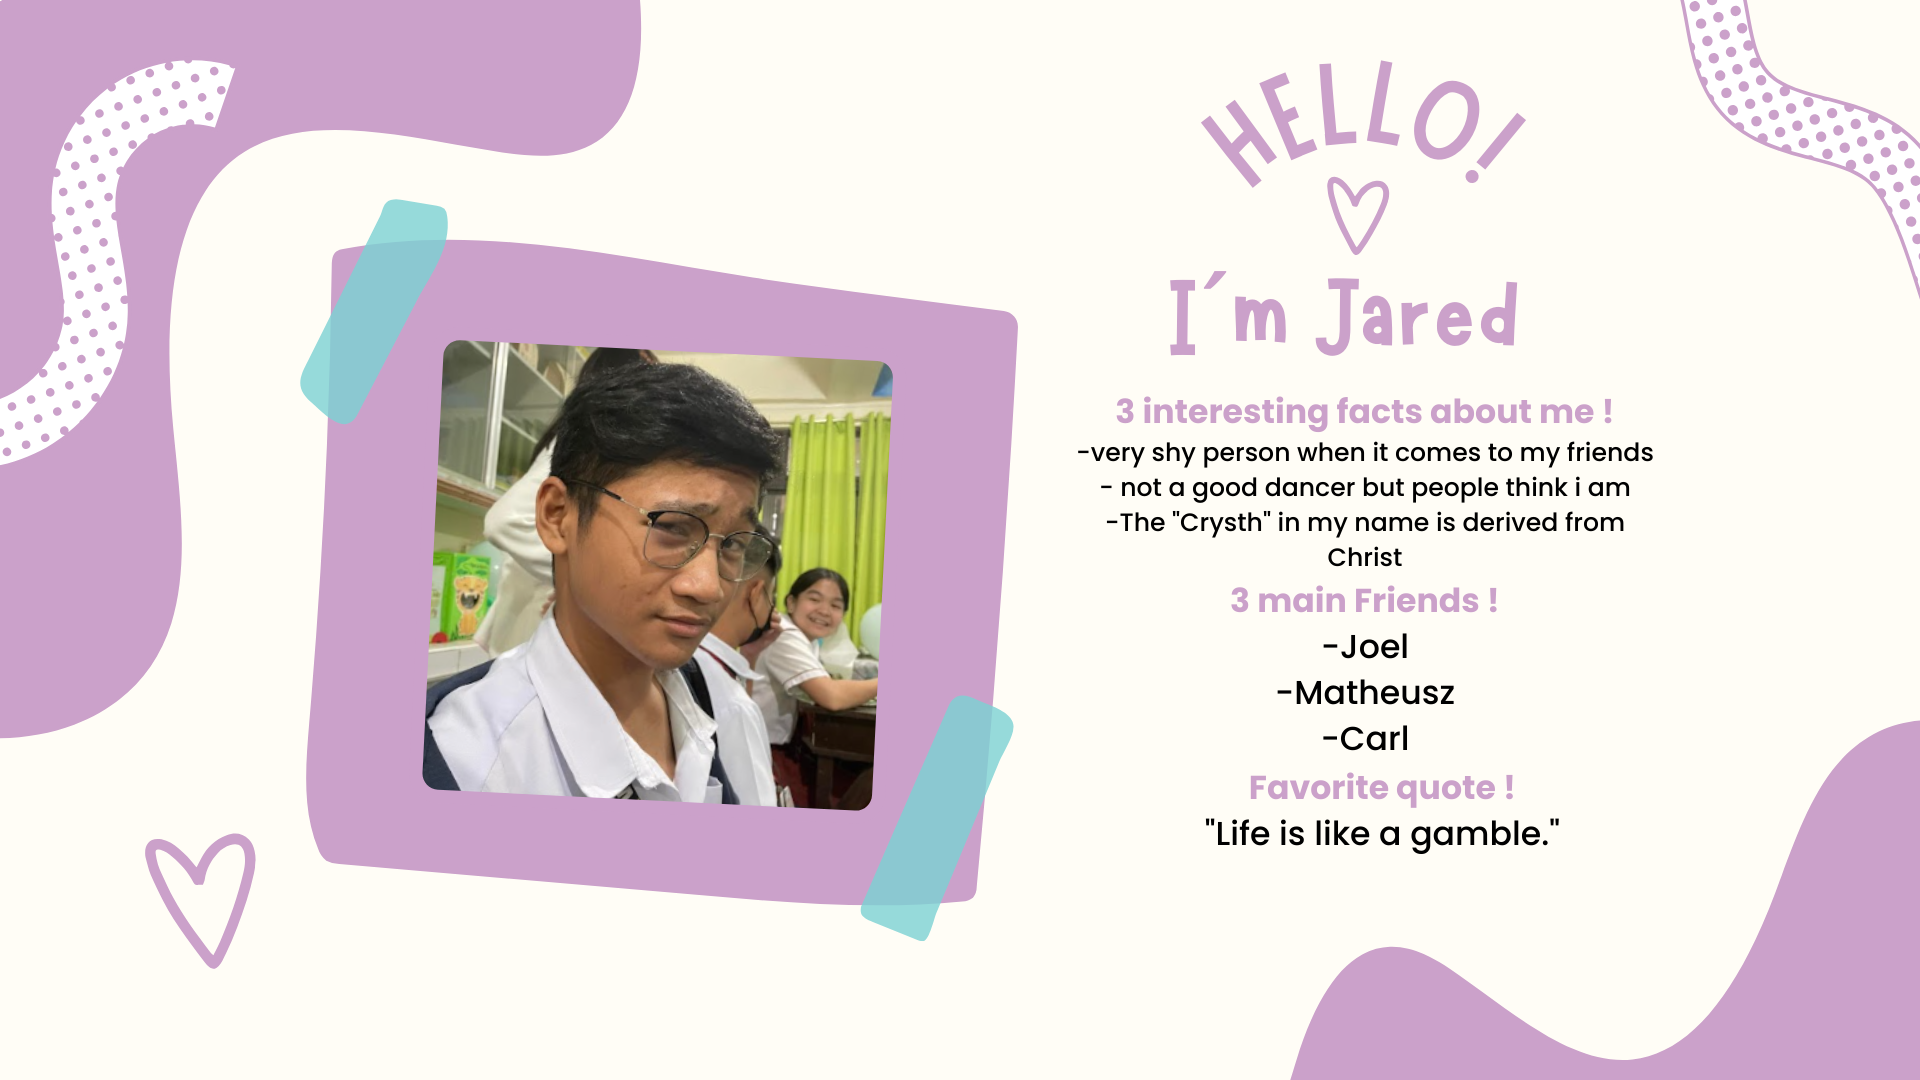 HELLO!
I´m Jared
3 interesting facts about me !
-very shy person when it comes to my friends
- not a good dancer but people think i am
-The "Crysth" in my name is derived from
Christ
3 main Friends !
-Joel
-Matheusz
-Carl
Favorite quote !
"Life is like a gamble."